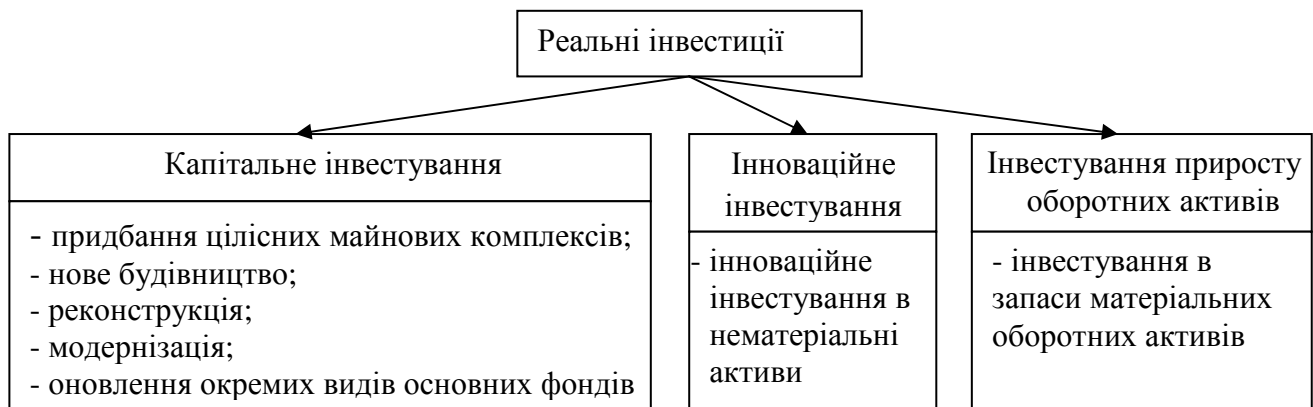 Реальні інвестиції
Капітальне інвестування
- придбання цілісних майнових комплексів;
- нове будівництво;
- реконструкція;
- модернізація;
- оновлення окремих видів основних фондів
Інноваційне
інвестування
- інноваційне
інвестування в
нематеріальні
активи
Інвестування приросту
оборотних активів
- інвестування в
запаси матеріальних
оборотних активів